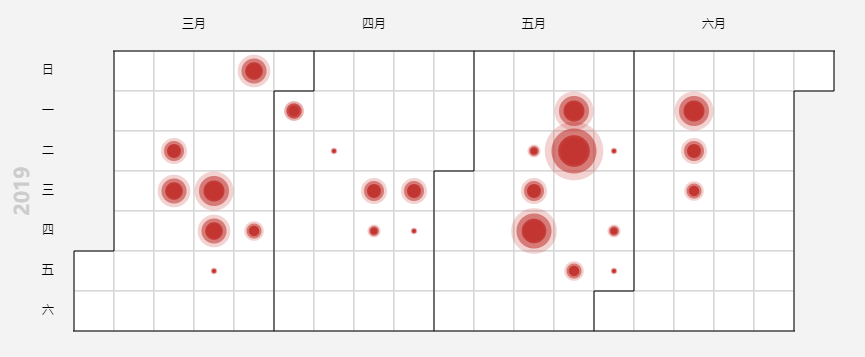 三月 四月 五月 六月
日
一
二
三
四
五
六
2019